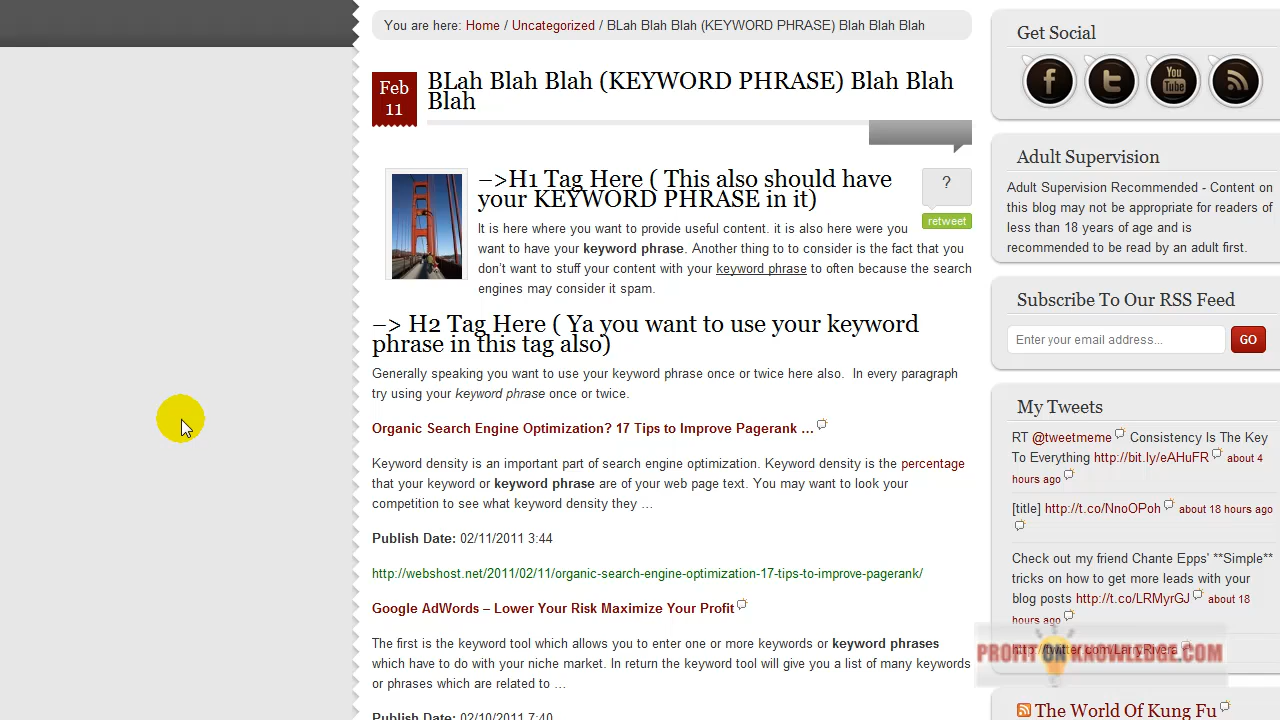 You are here: Home / Uncategorized / BLah Blah Blah (KEYWORD PHRASE) Blah Blah Blah
Feb
11
BLah Blah Blah (KEYWORD PHRASE) Blah Blah
Blah
–>H1 Tag Here ( This also should have
your KEYWORD PHRASE in it)
?
retweet
It is here where you want to provide useful content. it is also here were you
want to have your keyword phrase. Another thing to to consider is the fact that you
don’t want to stuff your content with your keyword phrase to often because the search
engines may consider it spam.
–> H2 Tag Here ( Ya you want to use your keyword
phrase in this tag also)
Generally speaking you want to use your keyword phrase once or twice here also.  In every paragraph
try using your keyword phrase once or twice.
Organic Search Engine Optimization? 17 Tips to Improve Pagerank ...
Keyword density is an important part of search engine optimization. Keyword density is the percentage
that your keyword or keyword phrase are of your web page text. You may want to look your
competition to see what keyword density they ...
Publish Date: 02/11/2011 3:44
http://webshost.net/2011/02/11/organic-search-engine-optimization-17-tips-to-improve-pagerank/
Google AdWords – Lower Your Risk Maximize Your Profit
The first is the keyword tool which allows you to enter one or more keywords or keyword phrases
which have to do with your niche market. In return the keyword tool will give you a list of many keywords
or phrases which are related to ...
Publish Date: 02/10/2011 7:40
Get Social
f
t
You
Tube
Adult Supervision
Adult Supervision Recommended - Content on
this blog may not be appropriate for readers of
less than 18 years of age and is
recommended to be read by an adult first.
Subscribe To Our RSS Feed
Enter your email address...
GO
My Tweets
RT @tweetmeme Consistency Is The Key
To Everything http://bit.ly/eAHuFR about 4
hours ago
[title] http://t.co/NnoOPoh about 18 hours ago
Check out my friend Chante Epps' **Simple**
tricks on how to get more leads with your
blog posts http://t.co/LRMyrGJ about 18
hours ago
http://twitter.com/LarryRivera
PROFITONKNOWLEDGE.COM
The World Of Kung Fu